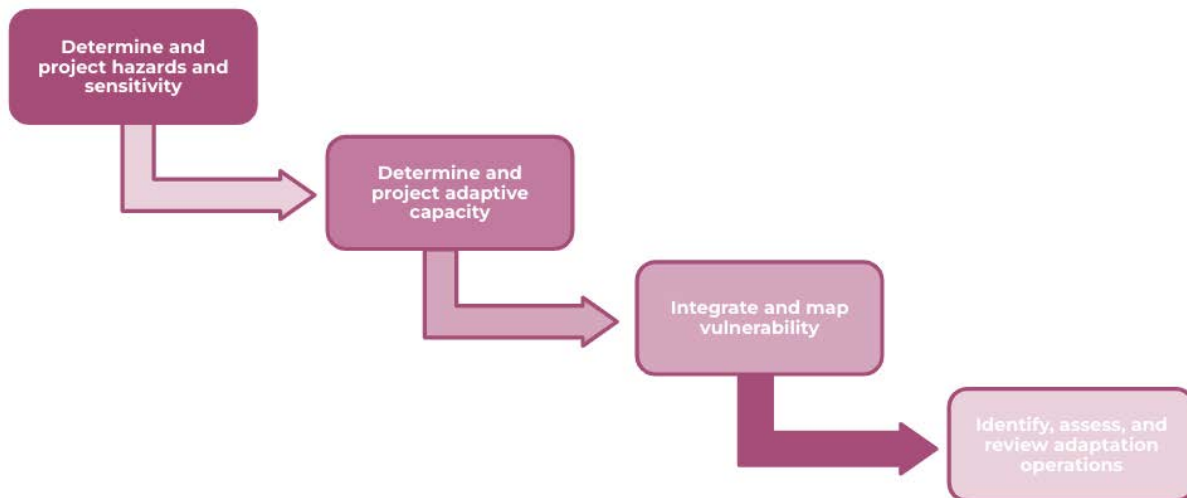 Determine and
project hazards and
sensitivity
Determine and
project adaptive
capacity
Integrate and map
vulnerability
Identify, assess, and
review adaptation
operations